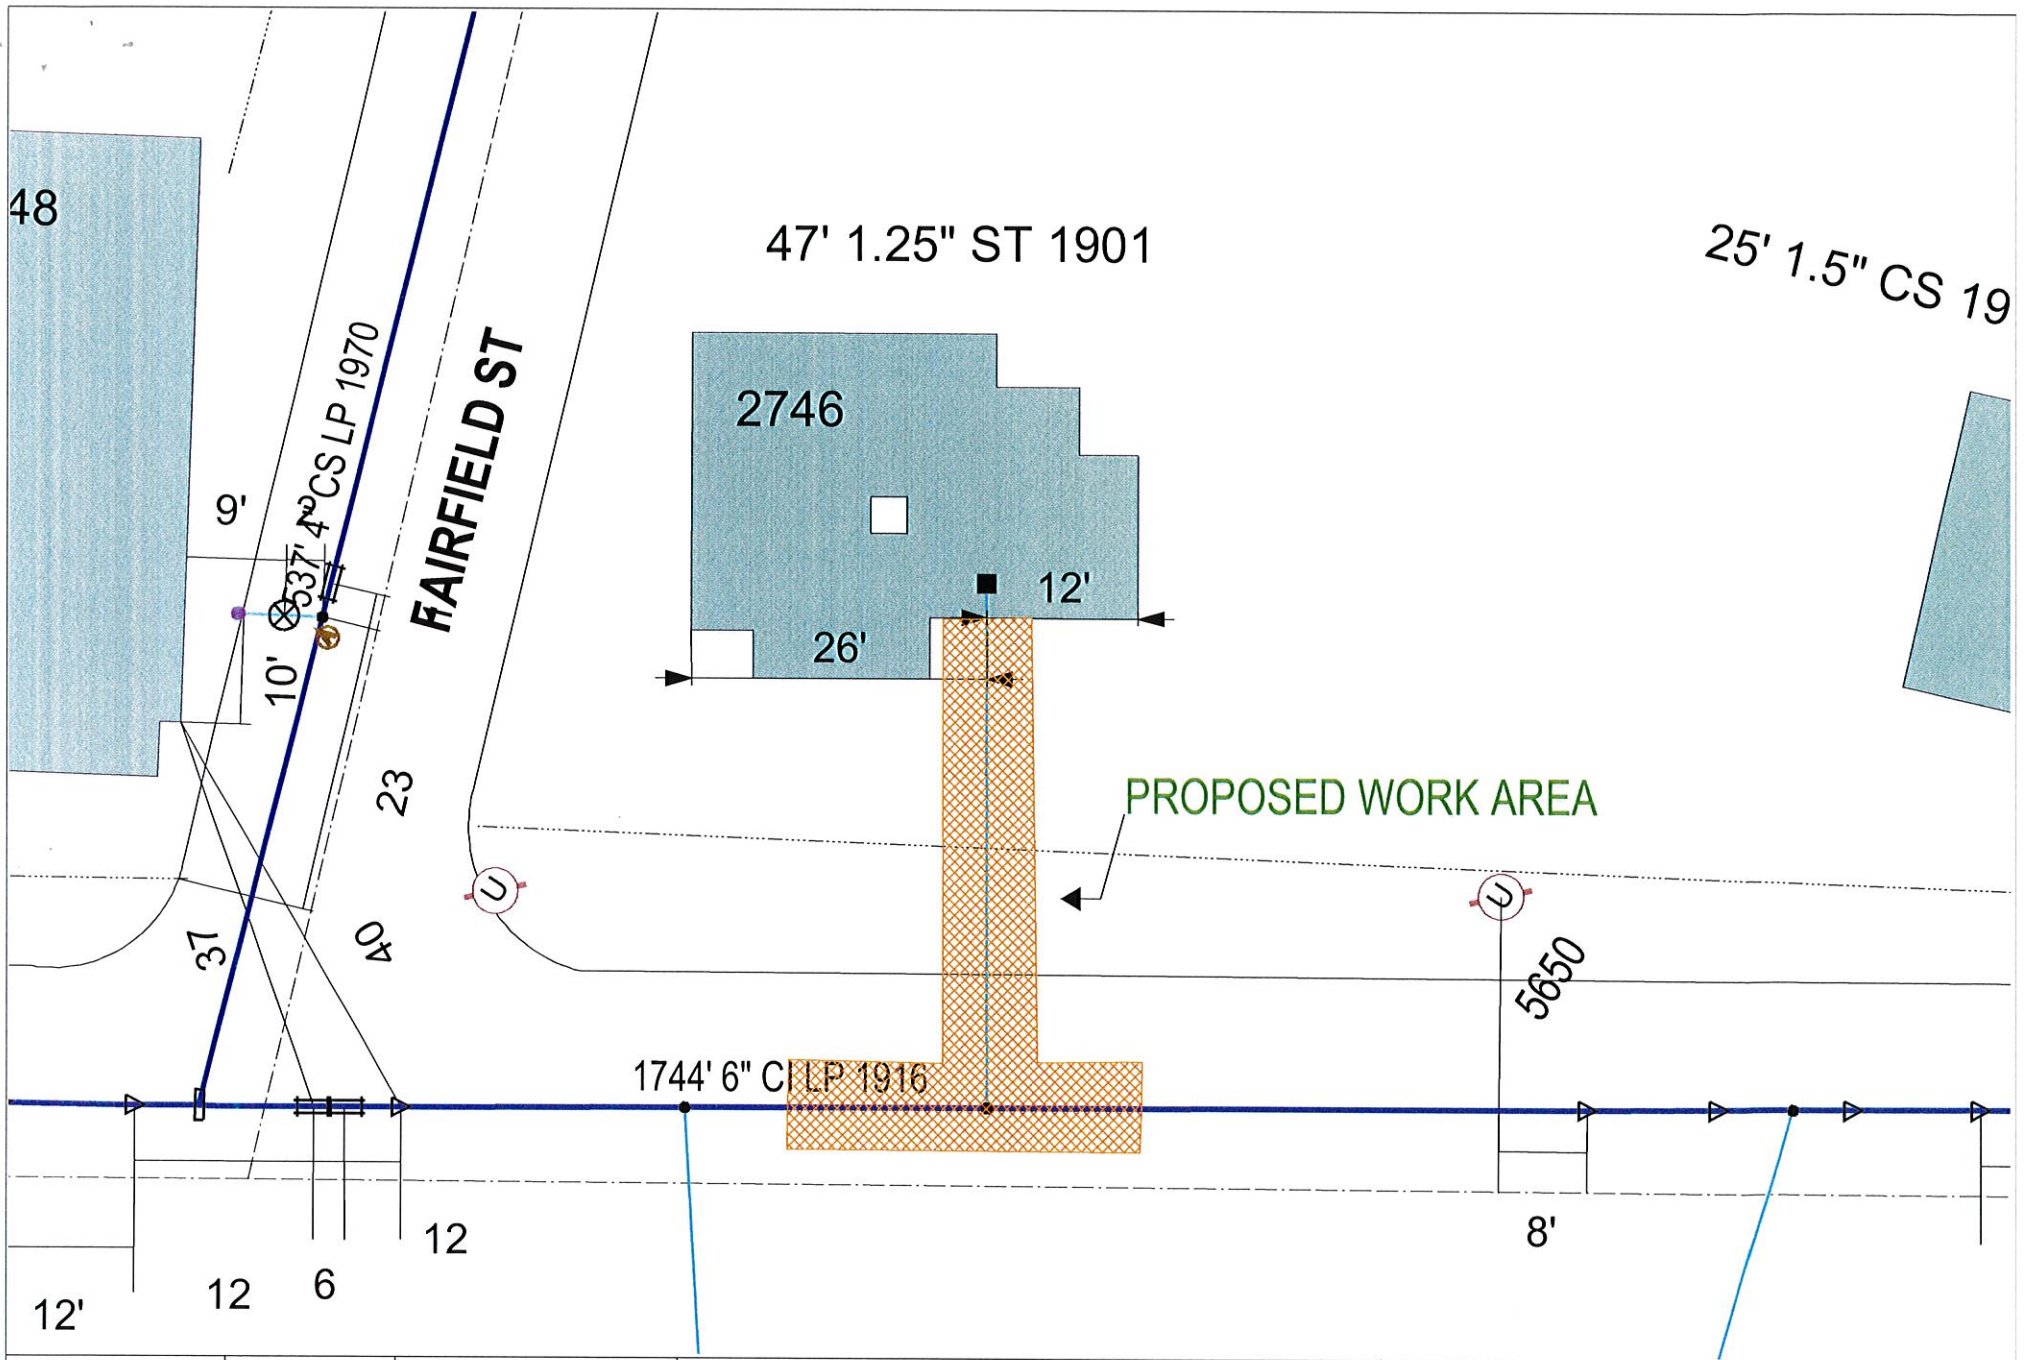 48
47' 1.25" ST 1901
25' 1.5" CS 19
537' 4" CS LP 1970
FAIRFIELD ST
2746
9'
12'
26'
10'
23
PROPOSED WORK AREA
37
40
U
U
5650
1744' 6" CI LP 1916
12
8'
12
6
12'